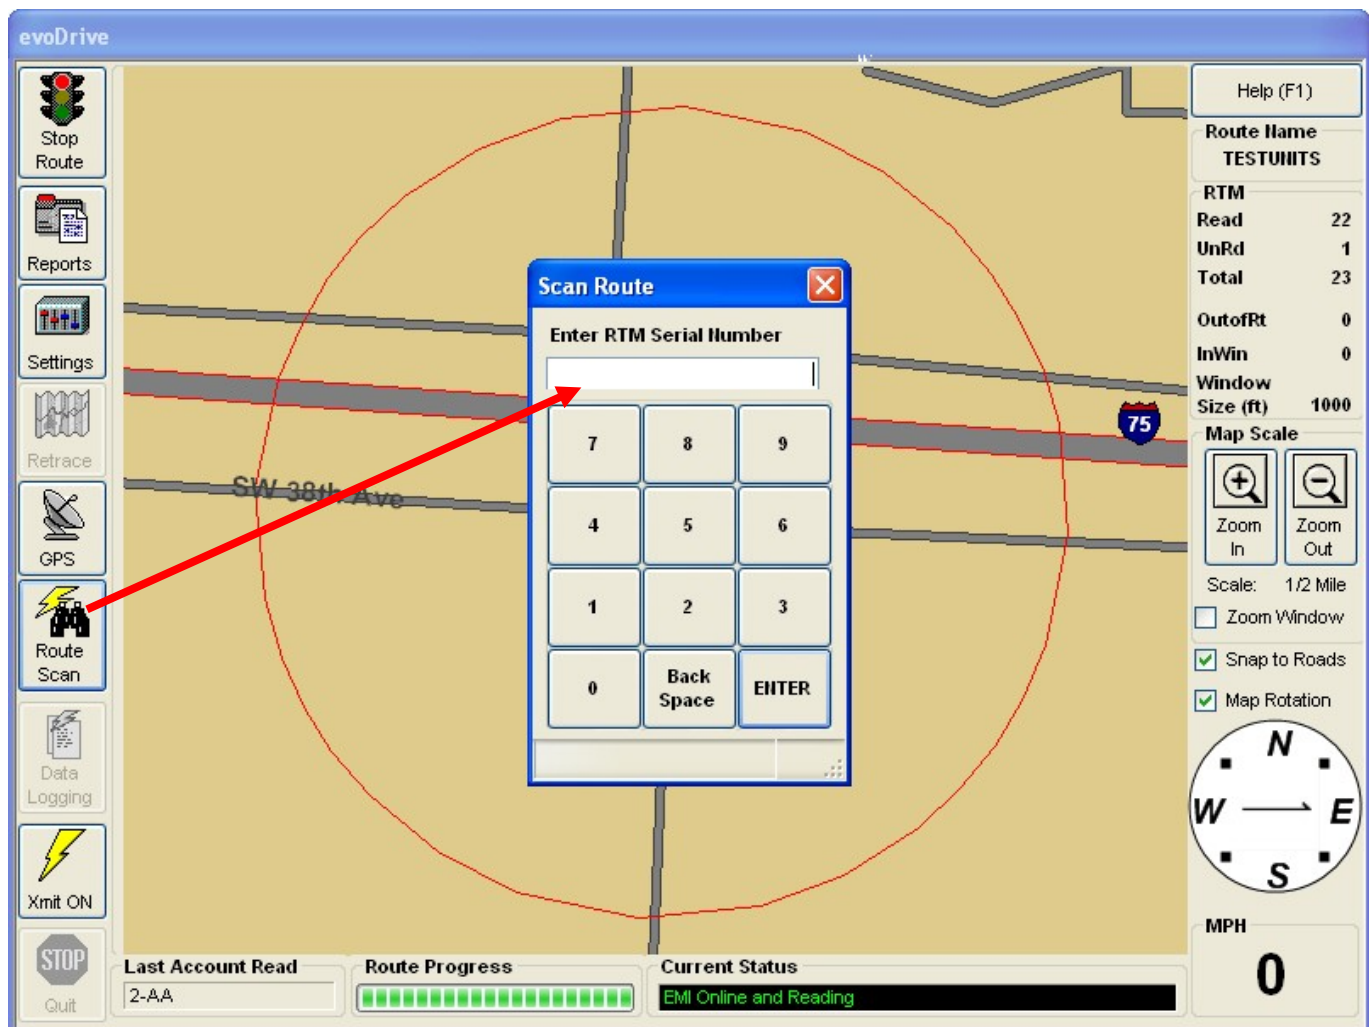 evoDrive
Stop
Route
Reports
Settings
Retrace
GPS
Route
Scan
Data
Logging
Xmit ON
STOP
Quit
SW 38th Ave
75
Scan Route
Enter RTM Serial Number
7 8 9
4 5 6
1 2 3
0 Back Space ENTER
Last Account Read
2-AA
Route Progress
Current Status
EMI Online and Reading
Help (F1)
Route Name
TESTUNITS
RTM
Read 22
UnRd 1
Total 23
OutofRt 0
InWin 0
Window
Size (ft) 1000
Map Scale
Zoom In
Zoom Out
Scale: 1/2 Mile
Zoom Window
Snap to Roads
Map Rotation
N
W E
S
MPH
0